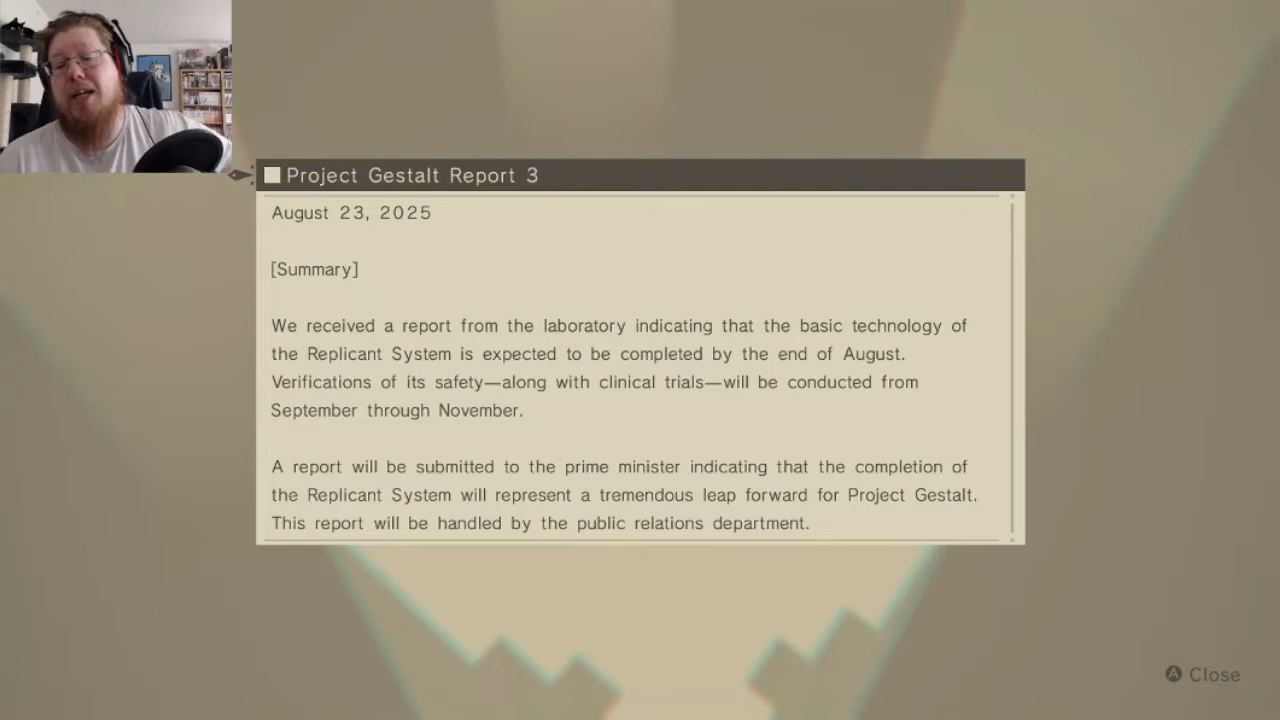 Project Gestalt Report 3
August 23, 2025
[Summary]
We received a report from the laboratory indicating that the basic technology of
the Replicant System is expected to be completed by the end of August.
Verifications of its safety—along with clinical trials—will be conducted from
September through November.
A report will be submitted to the prime minister indicating that the completion of
the Replicant System will represent a tremendous leap forward for Project Gestalt.
This report will be handled by the public relations department.
A Close